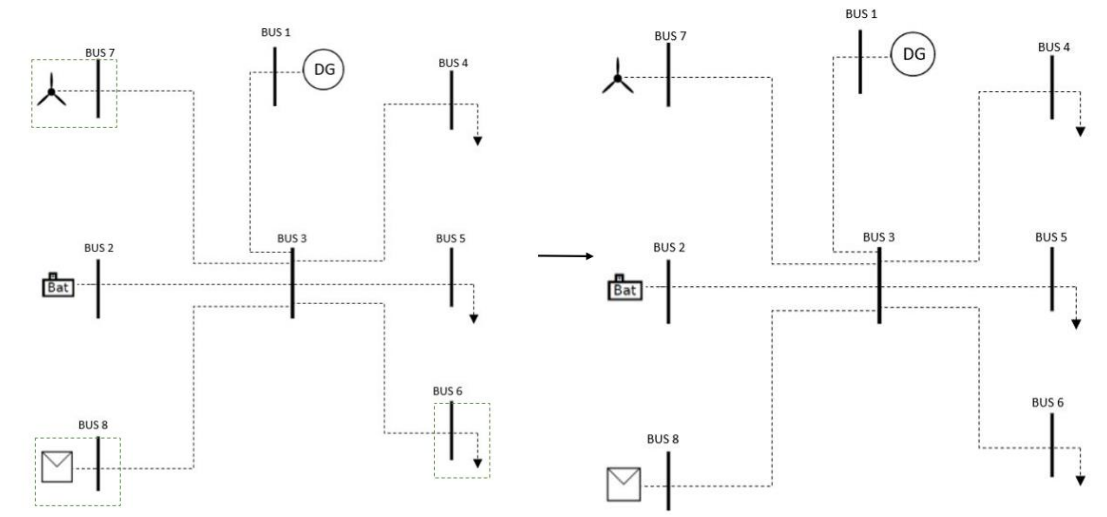 BUS 7
BUS 1
DG
BUS 4
BUS 2
Bat
BUS 3
BUS 5
BUS 8
BUS 6
BUS 7
BUS 1
DG
BUS 4
BUS 2
Bat
BUS 3
BUS 5
BUS 8
BUS 6